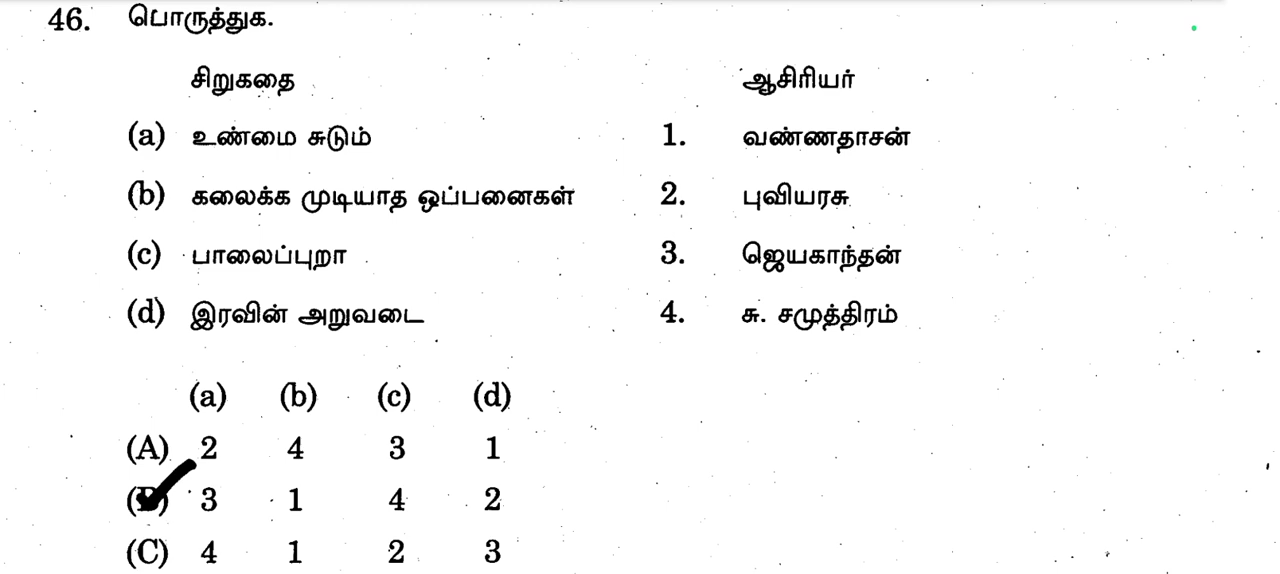 46. பொருத்துக.
சிறுகதை ஆசிரியர்
(a) உண்மை சுடும் 1. வண்ணதாசன்
(b) கலைக்க முடியாத ஒப்பனைகள் 2. புவியரசு
(c) பாலைப்புறா 3. ஜெயகாந்தன்
(d) இரவின் அறுவடை 4. சு. சமுத்திரம்
(a) (b) (c) (d)
(A) 2 4 3 1
(B) 3 1 4 2
(C) 4 1 2 3